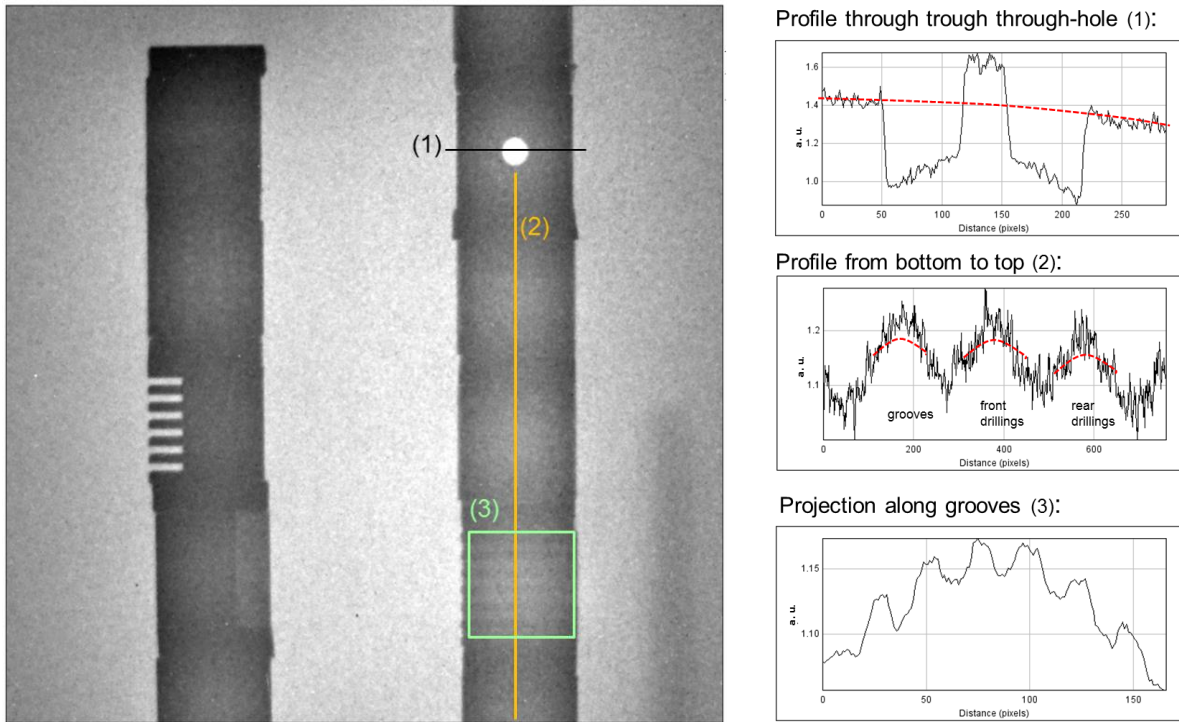 (1)
(2)
(3)
Profile through trough through-hole (1):
1.6
1.4
1.2
1.0
a. u.
0 50 100 150 200 250
Distance (pixels)
Profile from bottom to top (2):
1.2
1.1
a. u.
grooves
front
drillings
rear
drillings
0 200 400 600
Distance (pixels)
Projection along grooves (3):
1.15
1.10
a. u.
0 50 100 150
Distance (pixels)